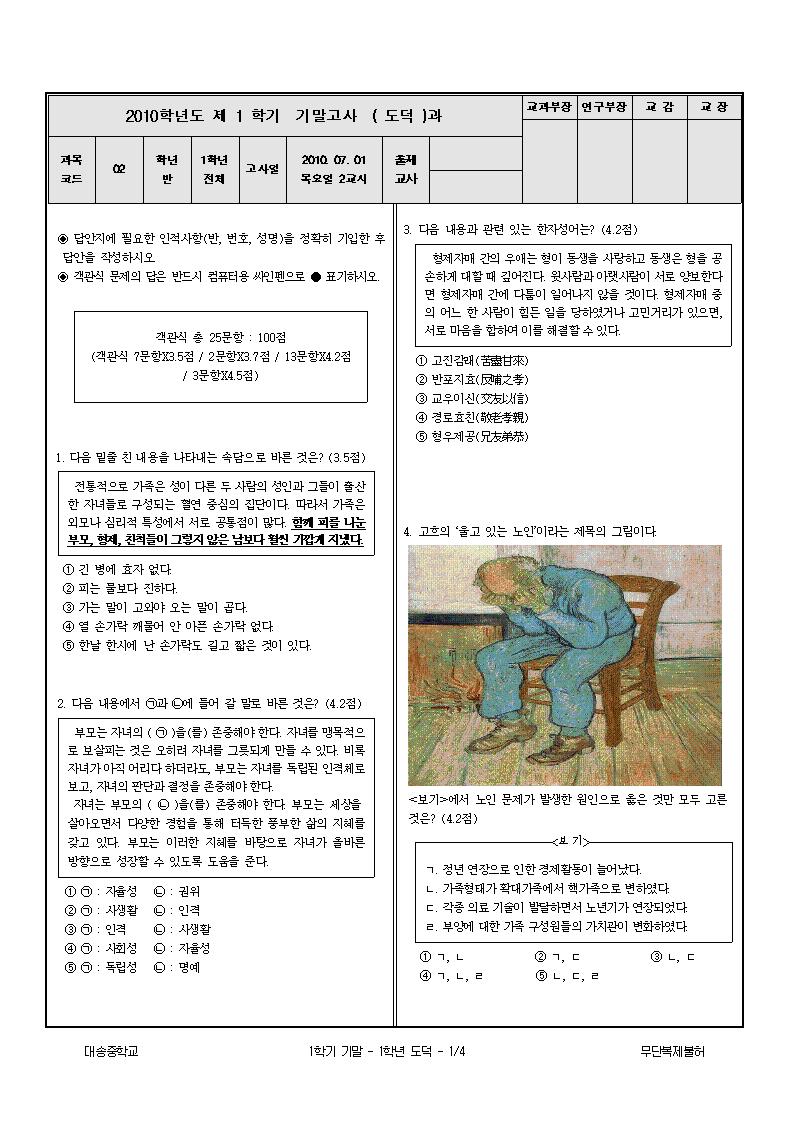 2010학년도 제 1 학기 기말고사 ( 도덕 )과
교과부장 연구부장 교 감 교 장
과목 코드 02 학년 반 1학년 전체 고사일 2010. 07. 01 목요일 2교시 출제 교사
◉ 답안지에 필요한 인적사항(반, 번호, 성명)을 정확히 기입한 후
답안을 작성하시오.
◉ 객관식 문제의 답은 반드시 컴퓨터용 싸인펜으로 ● 표기하시오.
객관식 총 25문항 : 100점
(객관식 7문항X3.5점 / 2문항X3.7점 / 13문항X4.2점
/ 3문항X4.5점)
1. 다음 밑줄 친 내용을 나타내는 속담으로 바른 것은? (3.5점)
전통적으로 가족은 성이 다른 두 사람의 성인과 그들이 출산
한 자녀들로 구성되는 혈연 중심의 집단이다. 따라서 가족은
외모나 심리적 특성에서 서로 공통점이 많다. 함께 피를 나눈
부모, 형제, 친척들이 그렇지 않은 남보다 훨씬 가깝게 지냈다.
① 긴 병에 효자 없다.
② 피는 물보다 진하다.
③ 가는 말이 고와야 오는 말이 곱다.
④ 열 손가락 깨물어 안 아픈 손가락 없다.
⑤ 한날 한시에 난 손가락도 길고 짧은 것이 있다.
2. 다음 내용에서 ㉠과 ㉡에 들어 갈 말로 바른 것은? (4.2점)
부모는 자녀의 ( ㉠ )을(를) 존중해야 한다. 자녀를 맹목적으
로 보살피는 것은 오히려 자녀를 그릇되게 만들 수 있다. 비록
자녀가 아직 어리다 하더라도, 부모는 자녀를 독립된 인격체로
보고, 자녀의 판단과 결정을 존중해야 한다.
자녀는 부모의 ( ㉡ )을(를) 존중해야 한다. 부모는 세상을
살아오면서 다양한 경험을 통해 터득한 풍부한 삶의 지혜를
갖고 있다. 부모는 이러한 지혜를 바탕으로 자녀가 올바른
방향으로 성장할 수 있도록 도움을 준다.
① ㉠ : 자율성 ㉡ : 권위
② ㉠ : 사생활 ㉡ : 인격
③ ㉠ : 인격 ㉡ : 사생활
④ ㉠ : 사회성 ㉡ : 자율성
⑤ ㉠ : 독립성 ㉡ : 명예
3. 다음 내용과 관련 있는 한자성어는? (4.2점)
형제자매 간의 우애는 형이 동생을 사랑하고 동생은 형을 공
손하게 대할 때 깊어진다. 윗사람과 아랫사람이 서로 양보한다
면 형제자매 간에 다툼이 일어나지 않을 것이다. 형제자매 중
의 어느 한 사람이 힘든 일을 당하였거나 고민거리가 있으면,
서로 마음을 합하여 이를 해결할 수 있다.
① 고진감래(苦盡甘來)
② 반포지효(反哺之孝)
③ 교우이신(交友以信)
④ 경로효친(敬老孝親)
⑤ 형우제공(兄友弟恭)
4. 고흐의 ‘울고 있는 노인’이라는 제목의 그림이다.
<보기>에서 노인 문제가 발생한 원인으로 옳은 것만 모두 고른
것은? (4.2점)
<보 기>
ㄱ. 정년 연장으로 인한 경제활동이 늘어났다.
ㄴ. 가족형태가 확대가족에서 핵가족으로 변하였다.
ㄷ. 각종 의료 기술이 발달하면서 노년기가 연장되었다.
ㄹ. 부양에 대한 가족 구성원들의 가치관이 변화하였다.
① ㄱ, ㄴ ② ㄱ, ㄷ ③ ㄴ, ㄷ
④ ㄱ, ㄴ, ㄹ ⑤ ㄴ, ㄷ, ㄹ
대송중학교 1학기 기말 - 1학년 도덕 - 1/4 무단복제불허